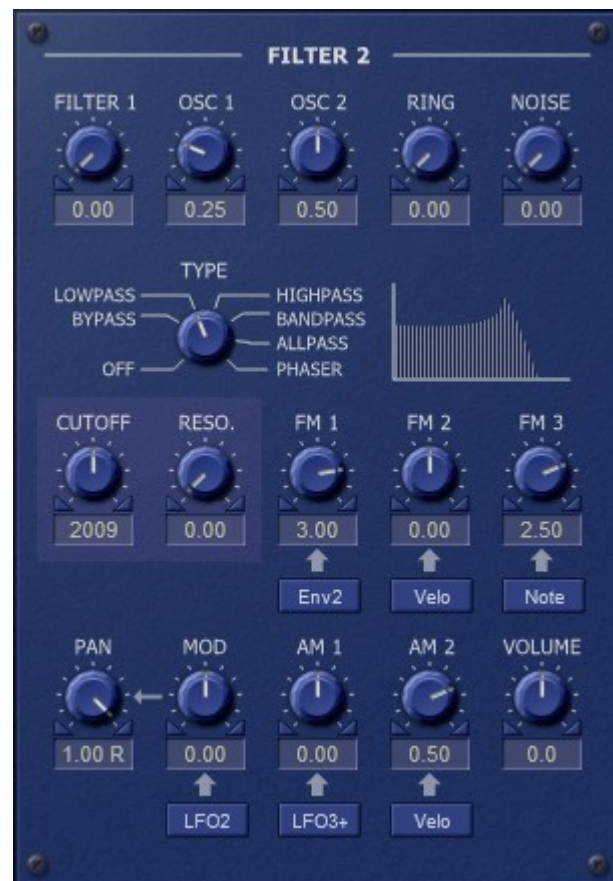 FILTER 2
FILTER 1 OSC 1 OSC 2 RING NOISE
0.00 0.25 0.50 0.00 0.00
TYPE
LOWPASS HIGHPASS
BYPASS BANDPASS
ALLPASS
OFF PHASER
CUTOFF RESO. FM 1 FM 2 FM 3
2009 0.00 3.00 0.00 2.50
Env2 Velo Note
PAN MOD AM 1 AM 2 VOLUME
1.00 R 0.00 0.00 0.50 0.0
LFO2 LFO3+ Velo